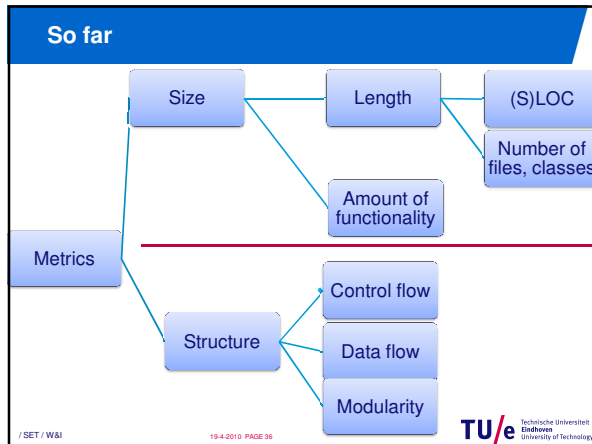 So far
Size
Length
(S)LOC
Number of
files, classes
Amount of
functionality
Metrics
Control flow
Structure
Data flow
Modularity
/ SET / W&I
19-4-2010 PAGE 36
TU/e
Technische Universiteit
Eindhoven
University of Technology